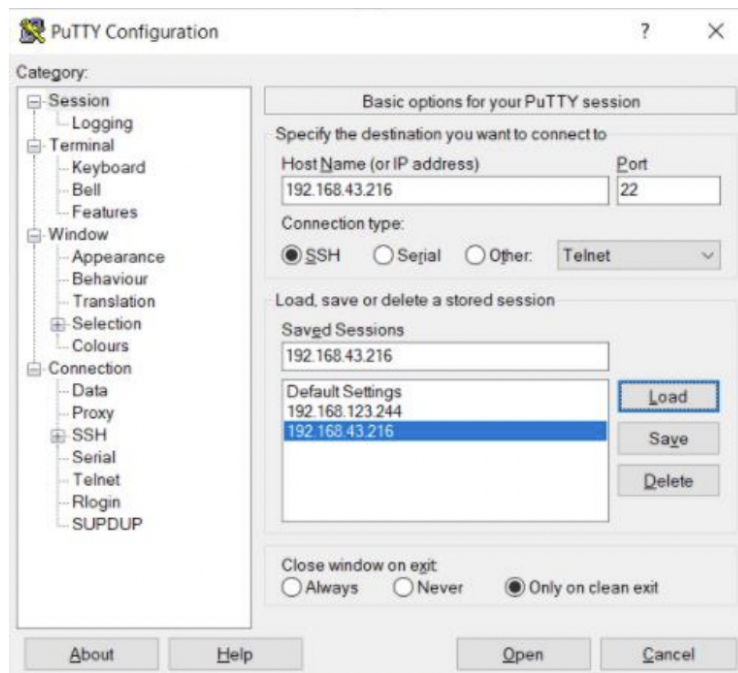 PuTTY Configuration
?
Category:
Session
Logging
Terminal
Keyboard
Bell
Features
Window
Appearance
Behaviour
Translation
Selection
Colours
Connection
Data
Proxy
SSH
Serial
Telnet
Rlogin
SUPDUP
Basic options for your PuTTY session
Specify the destination you want to connect to
Host Name (or IP address) Port
192.168.43.216 22
Connection type:
SSH Serial Other: Telnet
Load, save or delete a stored session
Saved Sessions
192.168.43.216
Default Settings
192.168.123.244
192.168.43.216
Load
Save
Delete
Close window on exit
Always Never Only on clean exit
About Help Open Cancel